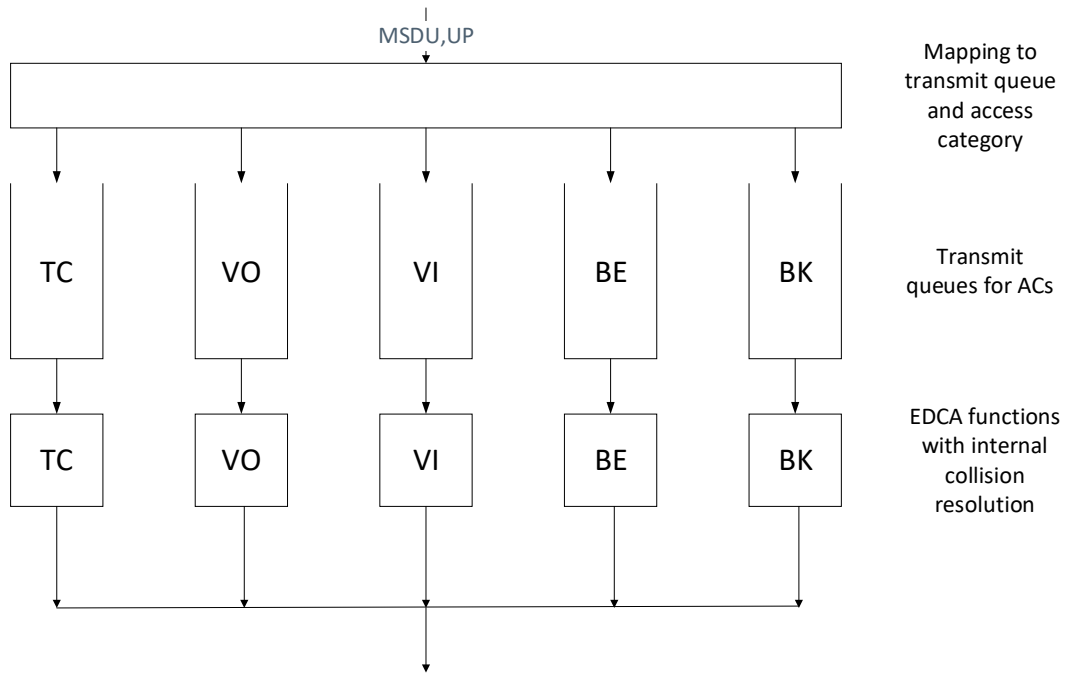 MSDU,UP
Mapping to
transmit queue
and access
category
TC
VO
VI
BE
BK
Transmit
queues for ACs
TC
VO
VI
BE
BK
EDCA functions
with internal
collision
resolution